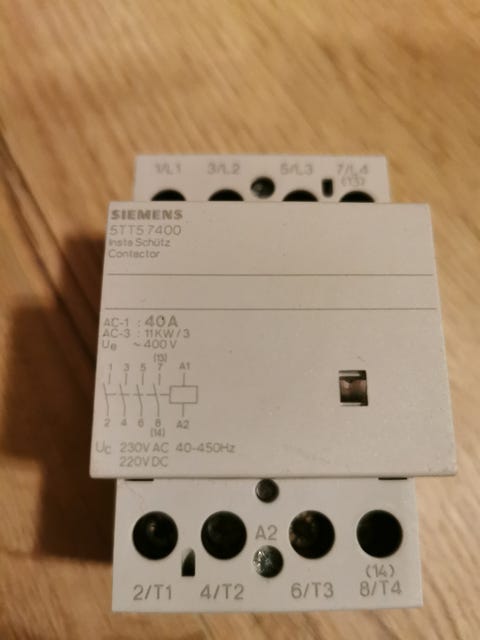 1/L1 3/L2 5/L3 7/L4
(13)
SIEMENS
5TT5 7400
Insta Schütz
Contactor
AC-1 : 40A
AC-3 : 11KW/3
Ue ~400V
(13)
1 3 5 7 A1
2 4 6 8 A2
(14)
Uc 230V AC 40-450Hz
220V DC
A2
(14)
2/T1 4/T2 6/T3 8/T4